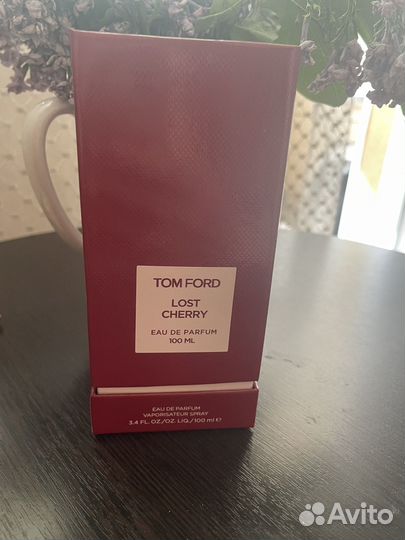 TOM FORD
LOST
CHERRY
EAU DE PARFUM
100 ML
EAU DE PARFUM
VAPORISATEUR SPRAY
3.4 FL. OZ./OZ. LIQ./100 ml ℮
Avito